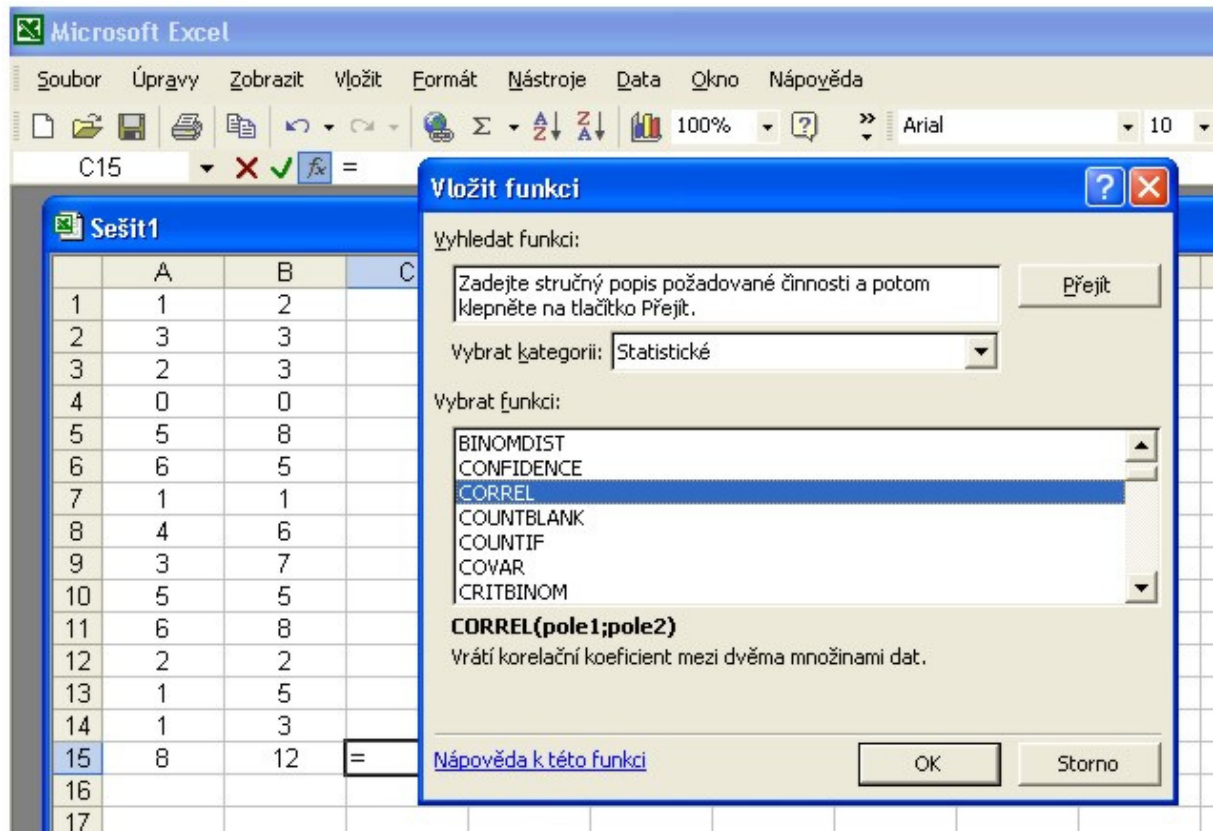 Microsoft Excel
Soubor Úpravy Zobrazit Vložit Formát Nástroje Data Okno Nápověda
Σ A Z Z A 100% ? » Arial 10
C15 fx =
Vložit funkci
Sešit1
Vyhledat funkci:
Zadejte stručný popis požadované činnosti a potom
klepněte na tlačítko Přejít.
Přejít
Vybrat kategorii: Statistické
Vybrat funkci:
BINOMDIST
CONFIDENCE
CORREL
COUNTBLANK
COUNTIF
COVAR
CRITBINOM
CORREL(pole1;pole2)
Vrátí korelační koeficient mezi dvěma množinami dat.
Nápověda k této funkci
OK Storno
A B C
1 1 2
2 3 3
3 2 3
4 0 0
5 5 8
6 6 5
7 1 1
8 4 6
9 3 7
10 5 5
11 6 8
12 2 2
13 1 5
14 1 3
15 8 12 =
16
17